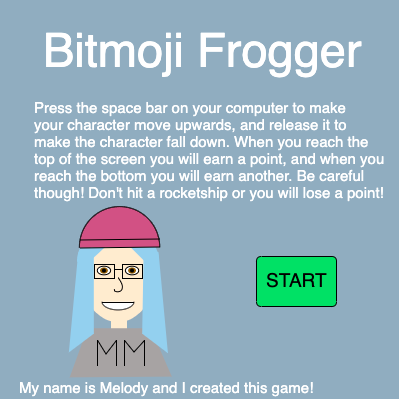 Bitmoji Frogger
Press the space bar on your computer to make
your character move upwards, and release it to
make the character fall down. When you reach the
top of the screen you will earn a point, and when you
reach the bottom you will earn another. Be careful
though! Don't hit a rocketship or you will lose a point!
START
MM
My name is Melody and I created this game!